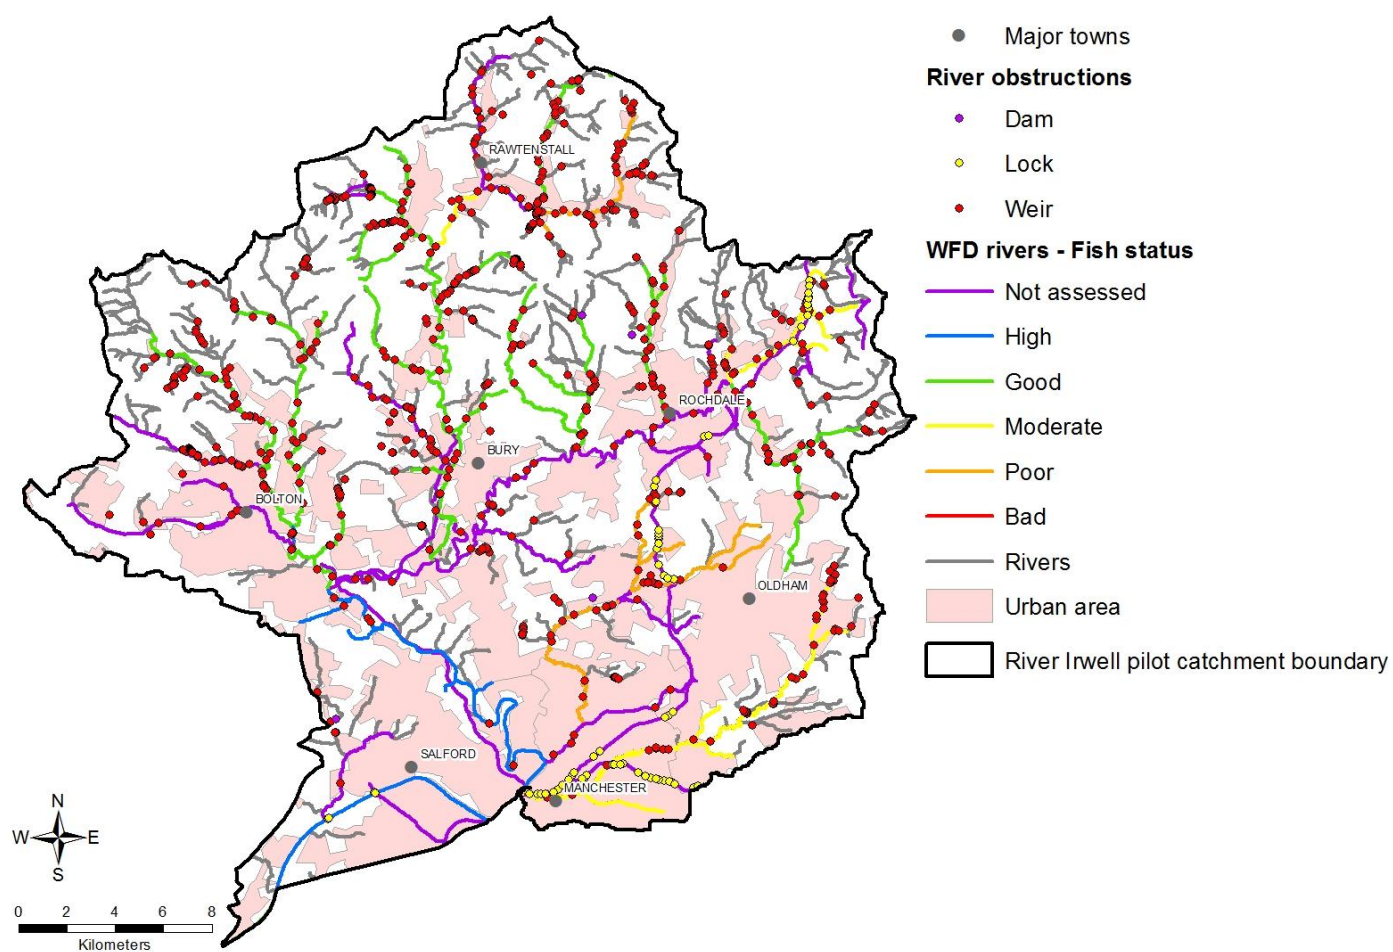 Major towns
River obstructions
Dam
Lock
Weir
WFD rivers - Fish status
Not assessed
High
Good
Moderate
Poor
Bad
Rivers
Urban area
River Irwell pilot catchment boundary
RAWTENSTALL
ROCHDALE
BURY
BOLTON
OLDHAM
SALFORD
MANCHESTER
N
W E
S
0 2 4 6 8
Kilometers